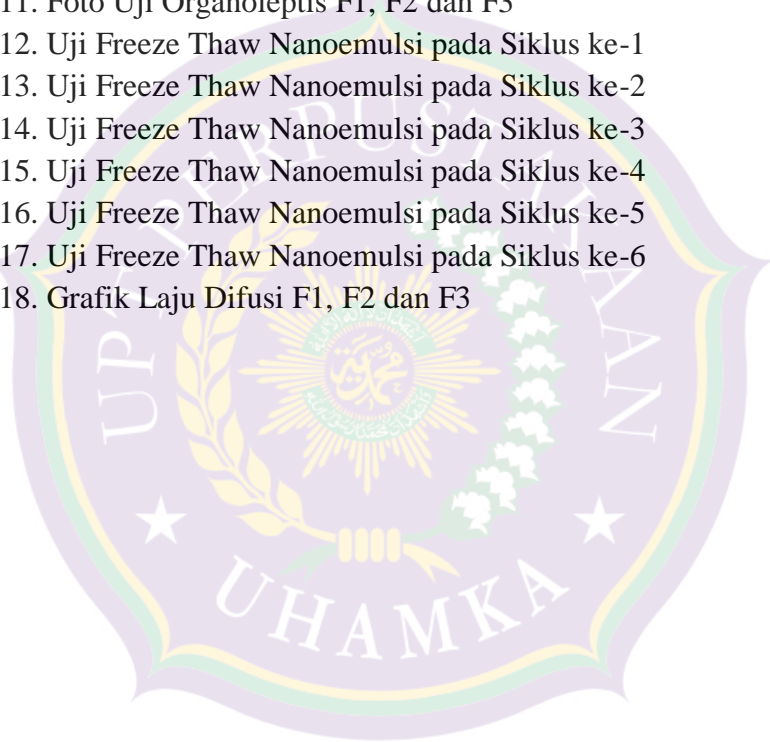 11. Foto Uji Organoleptis F1, F2 dan F3
12. Uji Freeze Thaw Nanoemulsi pada Siklus ke-1
13. Uji Freeze Thaw Nanoemulsi pada Siklus ke-2
14. Uji Freeze Thaw Nanoemulsi pada Siklus ke-3
15. Uji Freeze Thaw Nanoemulsi pada Siklus ke-4
16. Uji Freeze Thaw Nanoemulsi pada Siklus ke-5
17. Uji Freeze Thaw Nanoemulsi pada Siklus ke-6
18. Grafik Laju Difusi F1, F2 dan F3
UPT PERPUSTAKAAN
UHAMKA